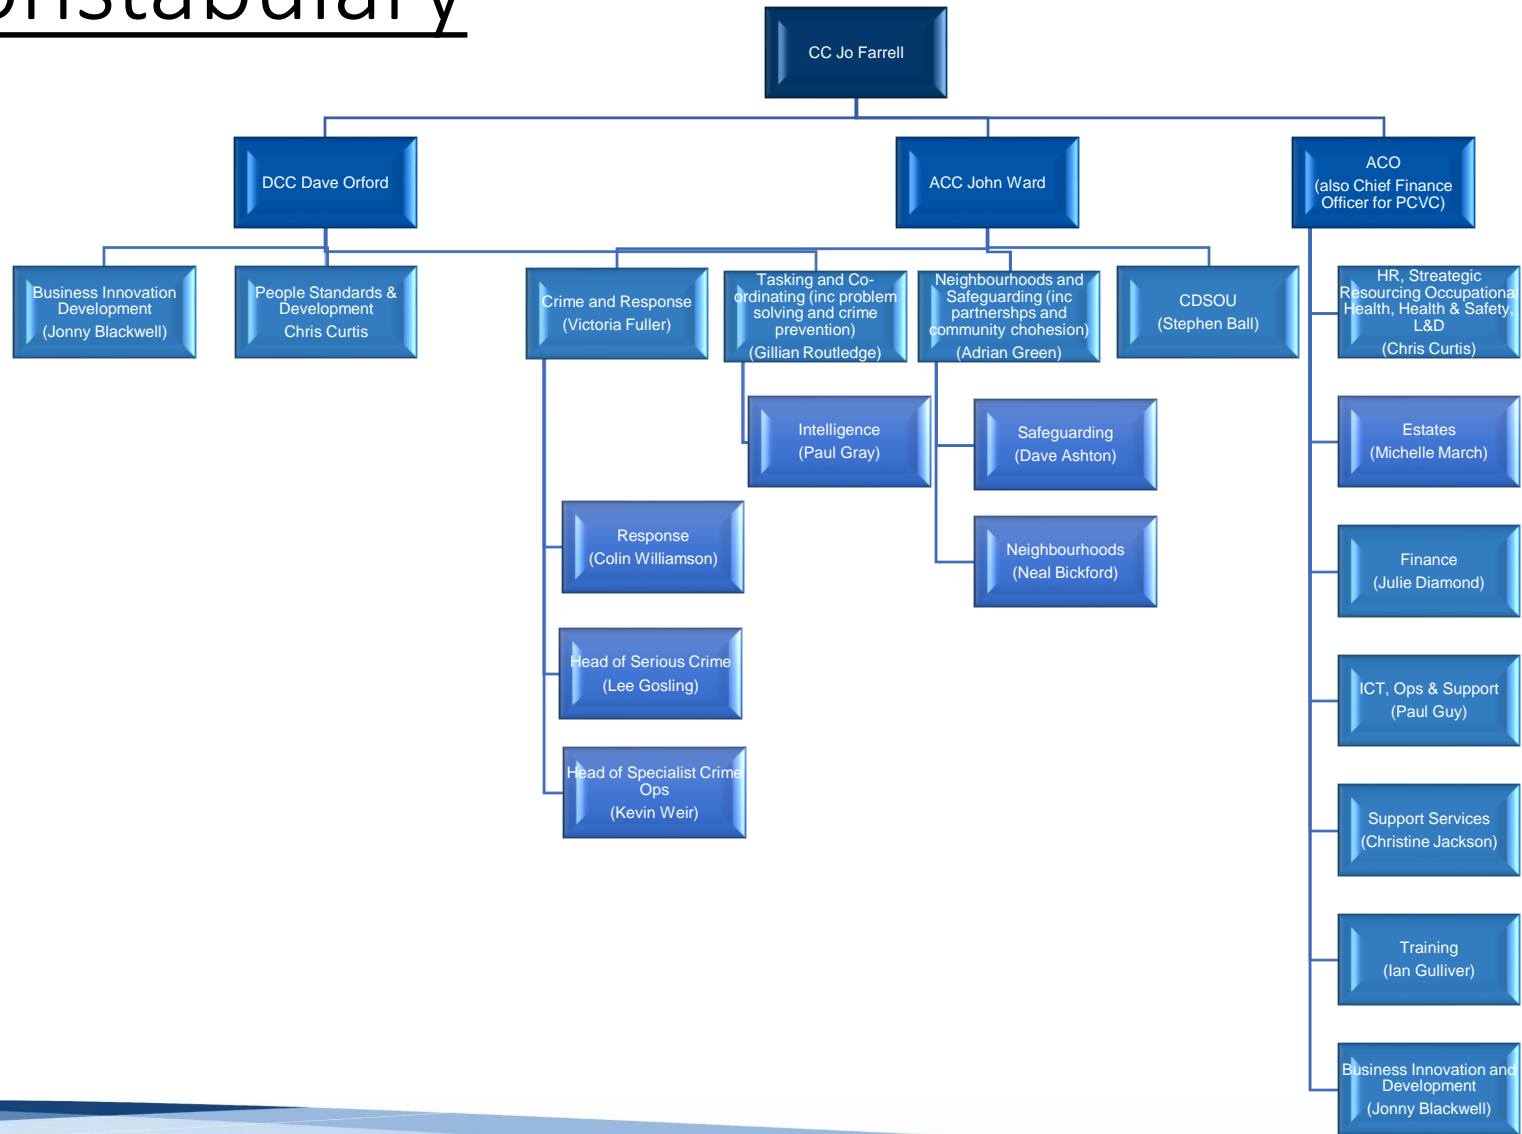 onstabulary
CC Jo Farrell
DCC Dave Orford
ACC John Ward
ACO
(also Chief Finance
Officer for PCVC)
Business Innovation
Development
(Jonny Blackwell)
People Standards &
Development
Chris Curtis
Crime and Response
(Victoria Fuller)
Tasking and Co-
ordinating (inc problem
solving and crime
prevention)
(Gillian Routledge)
Neighbourhoods and
Safeguarding (inc
partnershps and
community chohesion)
(Adrian Green)
CDSOU
(Stephen Ball)
HR, Streategic
Resourcing Occupational
Health, Health & Safety,
L&D
(Chris Curtis)
Intelligence
(Paul Gray)
Safeguarding
(Dave Ashton)
Estates
(Michelle March)
Response
(Colin Williamson)
Neighbourhoods
(Neal Bickford)
Finance
(Julie Diamond)
Head of Serious Crime
(Lee Gosling)
ICT, Ops & Support
(Paul Guy)
Head of Specialist Crime
Ops
(Kevin Weir)
Support Services
(Christine Jackson)
Training
(Ian Gulliver)
Business Innovation and
Development
(Jonny Blackwell)